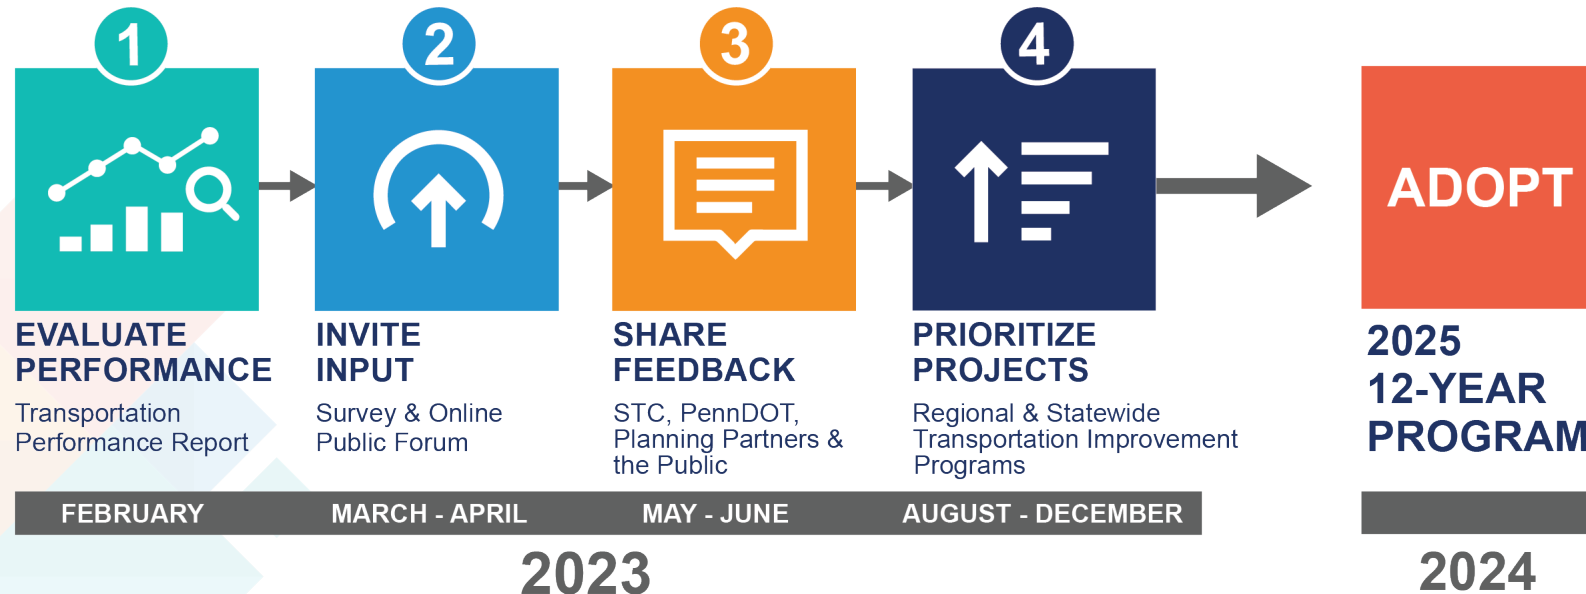 1
EVALUATE
PERFORMANCE
Transportation
Performance Report
FEBRUARY
2
INVITE
INPUT
Survey & Online
Public Forum
MARCH - APRIL
3
SHARE
FEEDBACK
STC, PennDOT,
Planning Partners &
the Public
MAY - JUNE
4
PRIORITIZE
PROJECTS
Regional & Statewide
Transportation Improvement
Programs
AUGUST - DECEMBER
2023
ADOPT
2025
12-YEAR
PROGRAM
2024